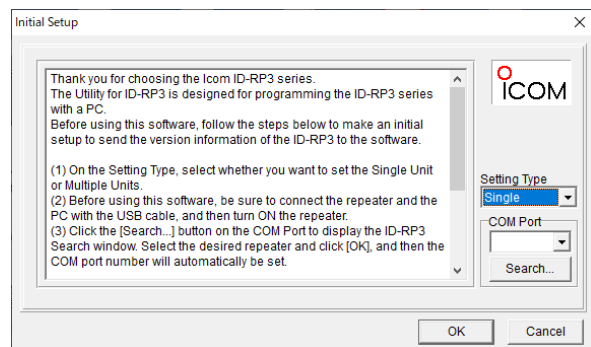 Initial Setup
Thank you for choosing the Icom ID-RP3 series.
The Utility for ID-RP3 is designed for programming the ID-RP3 series
with a PC.
Before using this software, follow the steps below to make an initial
setup to send the version information of the ID-RP3 to the software.
(1) On the Setting Type, select whether you want to set the Single Unit
or Multiple Units.
(2) Before using this software, be sure to connect the repeater and the
PC with the USB cable, and then turn ON the repeater.
(3) Click the [Search...] button on the COM Port to display the ID-RP3
Search window. Select the desired repeater and click [OK], and then the
COM port number will automatically be set.
ICOM
Setting Type
Single
COM Port
Search...
OK
Cancel